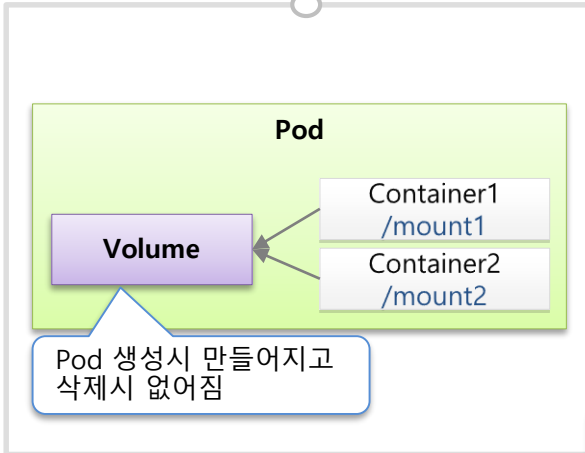 Pod
Volume
Container1
/mount1
Container2
/mount2
Pod 생성시 만들어지고
삭제시 없어짐